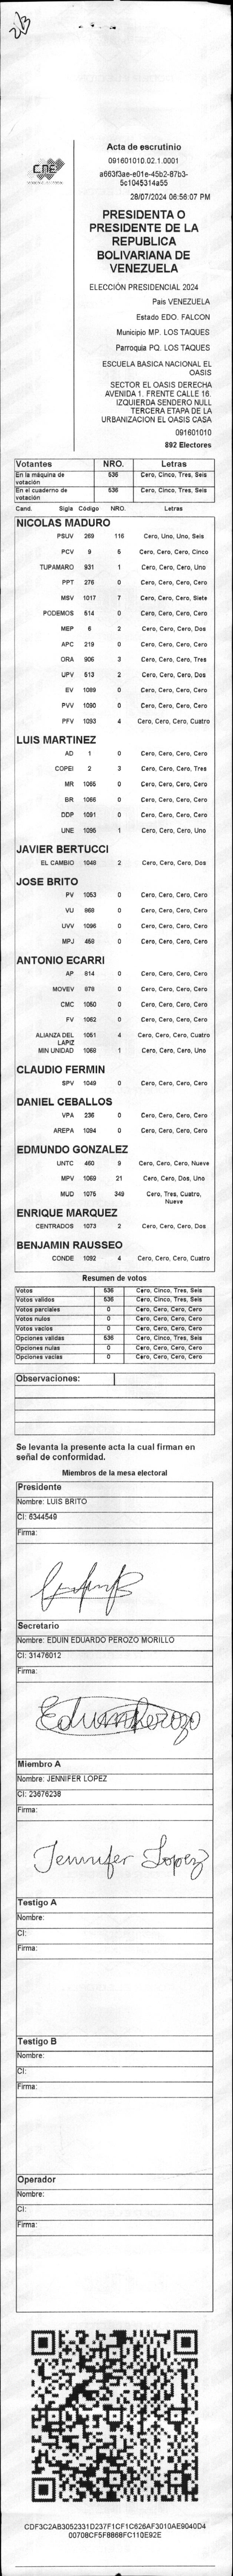 2/3
CNE
Acta de escrutinio
091601010.02.1.0001
a663f3ae-e01e-45b2-87b3-
5c1045314a55
28/07/2024 06:56:07 PM
PRESIDENTA O
PRESIDENTE DE LA
REPUBLICA
BOLIVARIANA DE
VENEZUELA
ELECCIÓN PRESIDENCIAL 2024
Pais VENEZUELA
Estado EDO. FALCON
Municipio MP. LOS TAQUES
Parroquia PQ. LOS TAQUES
ESCUELA BASICA NACIONAL EL
OASIS
SECTOR EL OASIS DERECHA
AVENIDA 1. FRENTE CALLE 16.
IZQUIERDA SENDERO NULL
TERCERA ETAPA DE LA
URBANIZACION EL OASIS CASA
091601010
892 Electores
Votantes NRO. Letras
En la máquina de votación 536 Cero, Cinco, Tres, Seis
En el cuaderno de votación 536 Cero, Cinco, Tres, Seis
Cand. Sigla Código NRO. Letras
NICOLAS MADURO
PSUV 269 116 Cero, Uno, Uno, Seis
PCV 9 5 Cero, Cero, Cero, Cinco
TUPAMARO 931 1 Cero, Cero, Cero, Uno
PPT 276 0 Cero, Cero, Cero, Cero
MSV 1017 7 Cero, Cero, Cero, Siete
PODEMOS 514 0 Cero, Cero, Cero, Cero
MEP 6 2 Cero, Cero, Cero, Dos
APC 219 0 Cero, Cero, Cero, Cero
ORA 906 3 Cero, Cero, Cero, Tres
UPV 513 2 Cero, Cero, Cero, Dos
EV 1089 0 Cero, Cero, Cero, Cero
PVV 1090 0 Cero, Cero, Cero, Cero
PFV 1093 4 Cero, Cero, Cero, Cuatro
LUIS MARTINEZ
AD 1 0 Cero, Cero, Cero, Cero
COPEI 2 3 Cero, Cero, Cero, Tres
MR 1065 0 Cero, Cero, Cero, Cero
BR 1066 0 Cero, Cero, Cero, Cero
DDP 1091 0 Cero, Cero, Cero, Cero
UNE 1095 1 Cero, Cero, Cero, Uno
JAVIER BERTUCCI
EL CAMBIO 1048 2 Cero, Cero, Cero, Dos
JOSE BRITO
PV 1053 0 Cero, Cero, Cero, Cero
VU 869 0 Cero, Cero, Cero, Cero
UVV 1096 0 Cero, Cero, Cero, Cero
MPJ 459 0 Cero, Cero, Cero, Cero
ANTONIO ECARRI
AP 814 0 Cero, Cero, Cero, Cero
MOVEV 878 0 Cero, Cero, Cero, Cero
CMC 1050 0 Cero, Cero, Cero, Cero
FV 1062 0 Cero, Cero, Cero, Cero
ALIANZA DEL LAPIZ 1051 4 Cero, Cero, Cero, Cuatro
MIN UNIDAD 1068 1 Cero, Cero, Cero, Uno
CLAUDIO FERMIN
SPV 1049 0 Cero, Cero, Cero, Cero
DANIEL CEBALLOS
VPA 236 0 Cero, Cero, Cero, Cero
AREPA 1094 0 Cero, Cero, Cero, Cero
EDMUNDO GONZALEZ
UNTC 460 9 Cero, Cero, Cero, Nueve
MPV 1069 21 Cero, Cero, Dos, Uno
MUD 1075 349 Cero, Tres, Cuatro,
Nueve
ENRIQUE MARQUEZ
CENTRADOS 1073 2 Cero, Cero, Cero, Dos
BENJAMIN RAUSSEO
CONDE 1092 4 Cero, Cero, Cero, Cuatro
Resumen de votos
Votos 536 Cero, Cinco, Tres, Seis
Votos validos 536 Cero, Cinco, Tres, Seis
Votos parciales 0 Cero, Cero, Cero, Cero
Votos nulos 0 Cero, Cero, Cero, Cero
Votos vacios 0 Cero, Cero, Cero, Cero
Opciones validas 536 Cero, Cinco, Tres, Seis
Opciones nulas 0 Cero, Cero, Cero, Cero
Opciones vacias 0 Cero, Cero, Cero, Cero
Observaciones:
Se levanta la presente acta la cual firman en
señal de conformidad.
Miembros de la mesa electoral
Presidente
Nombre: LUIS BRITO
CI: 6344549
Firma:
Secretario
Nombre: EDUIN EDUARDO PEROZO MORILLO
CI: 31476012
Firma:
Eduin Perozo
Miembro A
Nombre: JENNIFER LOPEZ
CI: 23676238
Firma:
Jennifer Lopez
Testigo A
Nombre:
CI:
Firma:
Testigo B
Nombre:
CI:
Firma:
Operador
Nombre:
CI:
Firma:
CDF3C2AB3052331D237F1CF1C626AF3010AE9040D4
00708CF5F8868FC110E92E